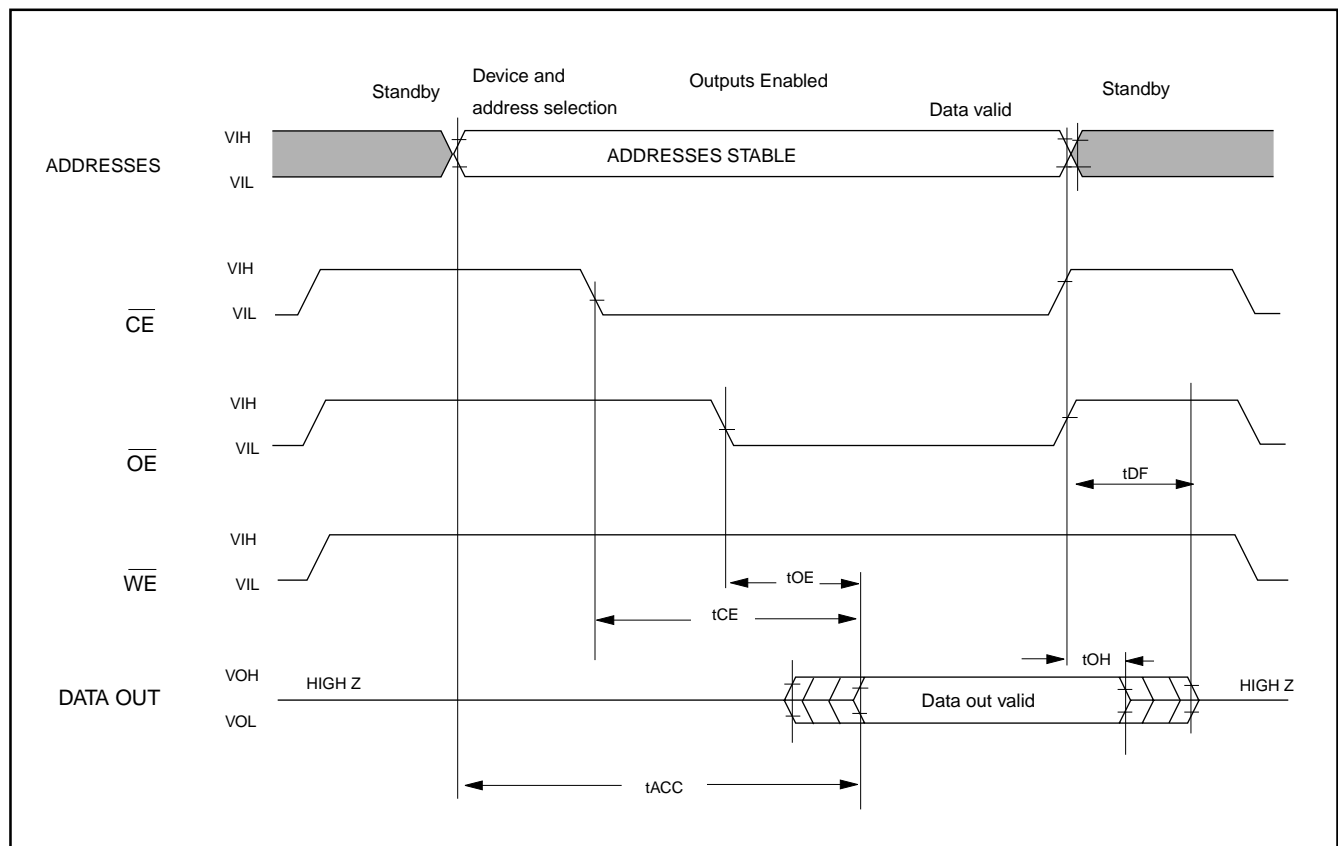 Standby
Device and
address selection
Outputs Enabled
Data valid
Standby
ADDRESSES
VIH
VIL
ADDRESSES STABLE
CE
VIH
VIL
OE
VIH
VIL
tDF
WE
VIH
VIL
tOE
tCE
tOH
DATA OUT
VOH
VOL
HIGH Z
Data out valid
HIGH Z
tACC